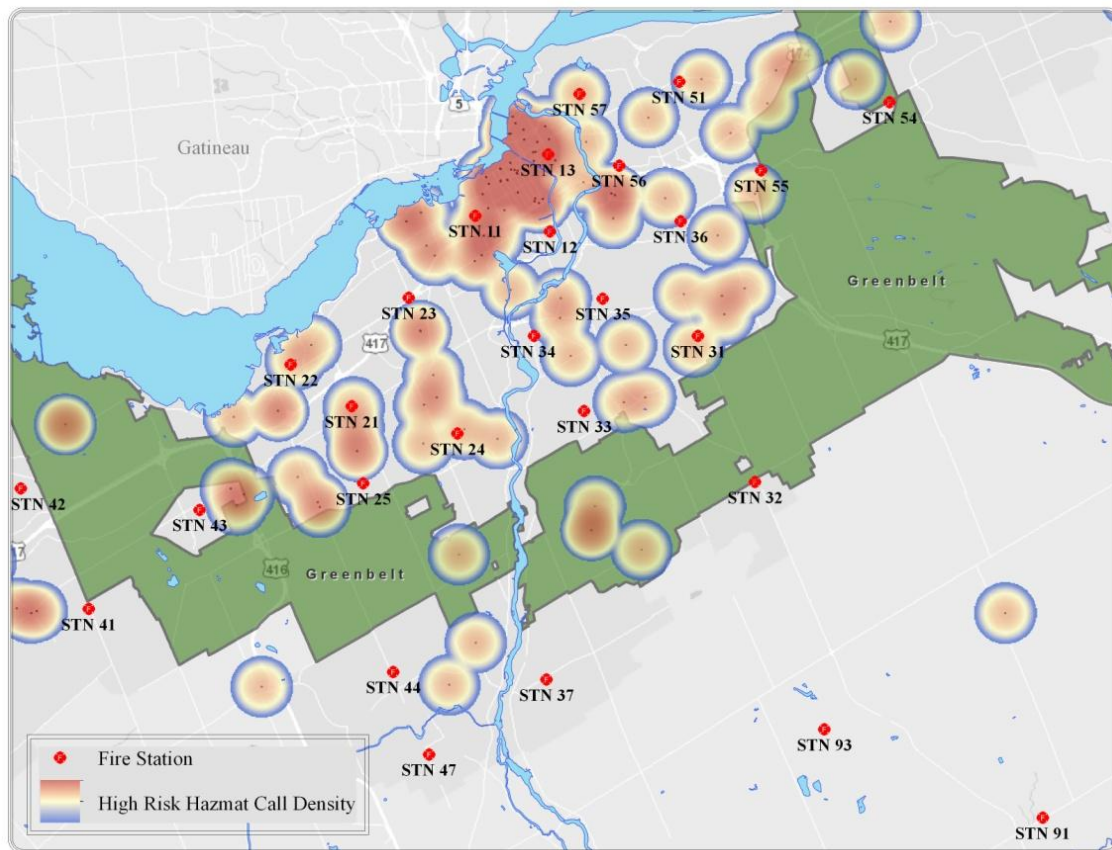 174
STN 51
STN 57
5
STN 54
Gatineau
STN 13
STN 56
STN 55
STN 11
STN 12
STN 36
Greenbelt
STN 23
STN 35
417
417
STN 34
STN 31
STN 22
STN 21
STN 33
STN 24
STN 42
STN 25
STN 32
STN 43
7
416
Greenbelt
STN 41
STN 44
STN 37
STN 93
STN 47
Fire Station
High Risk Hazmat Call Density
STN 91